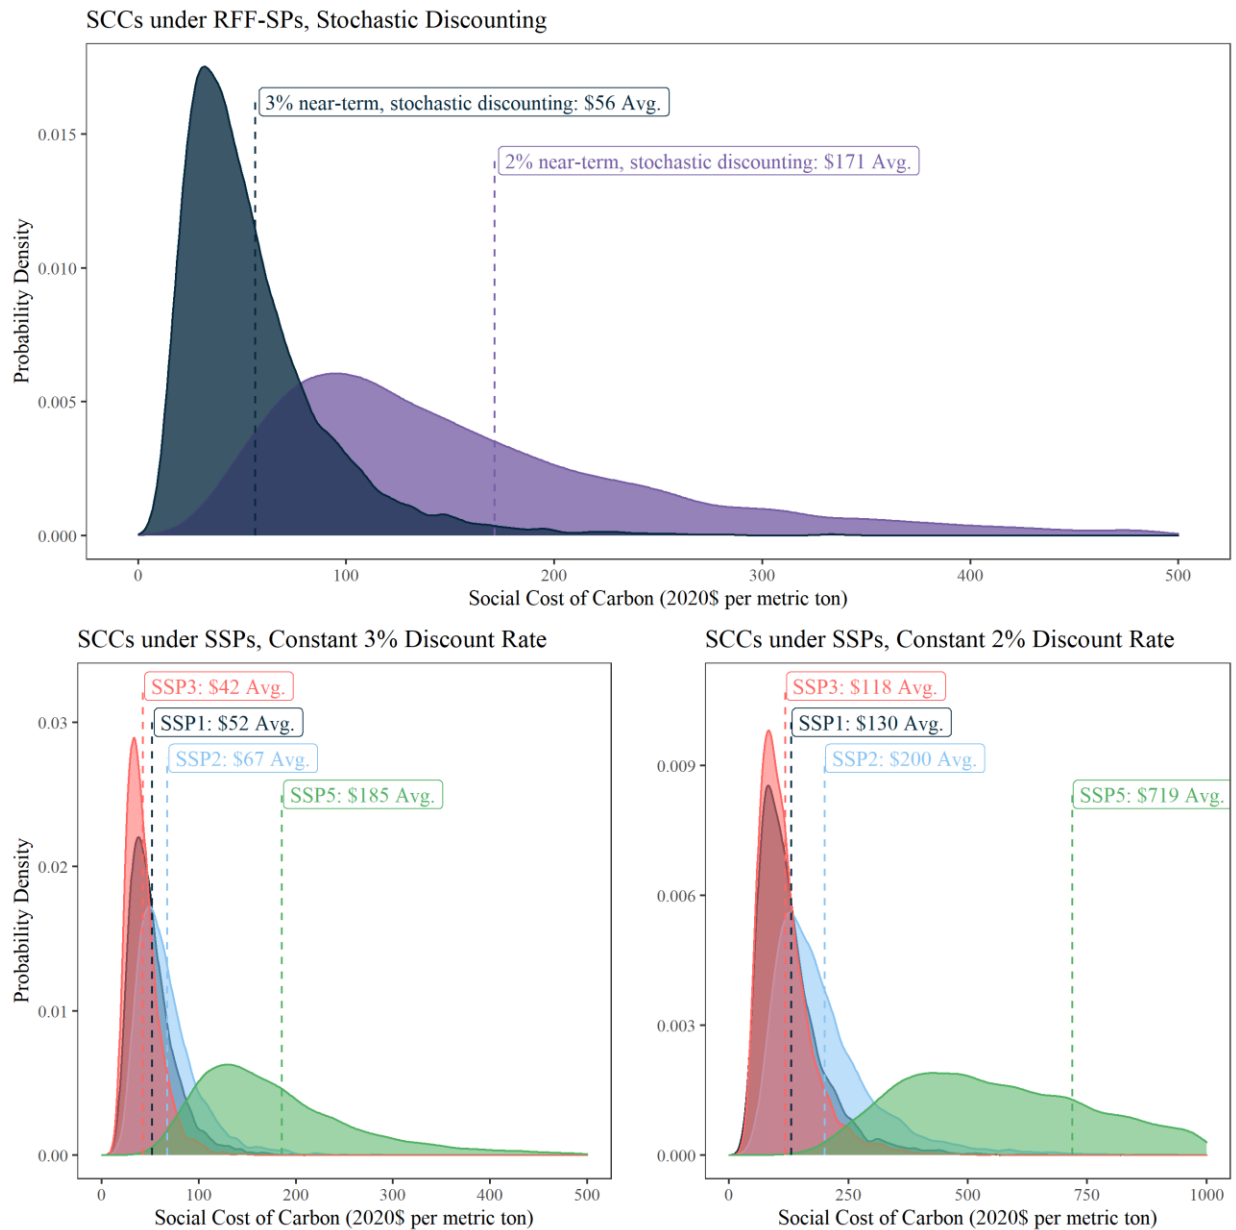 SCCs under RFF-SPs, Stochastic Discounting
3% near-term, stochastic discounting: $56 Avg.
2% near-term, stochastic discounting: $171 Avg.
Probability Density
0.015
0.010
0.005
0.000
0
100
200
300
400
500
Social Cost of Carbon (2020$ per metric ton)
SCCs under SSPs, Constant 3% Discount Rate
SSP3: $42 Avg.
SSP1: $52 Avg.
SSP2: $67 Avg.
SSP5: $185 Avg.
Probability Density
0.03
0.02
0.01
0.00
0
100
200
300
400
500
Social Cost of Carbon (2020$ per metric ton)
SCCs under SSPs, Constant 2% Discount Rate
SSP3: $118 Avg.
SSP1: $130 Avg.
SSP2: $200 Avg.
SSP5: $719 Avg.
0.009
0.006
0.003
0.000
0
250
500
750
1000
Social Cost of Carbon (2020$ per metric ton)